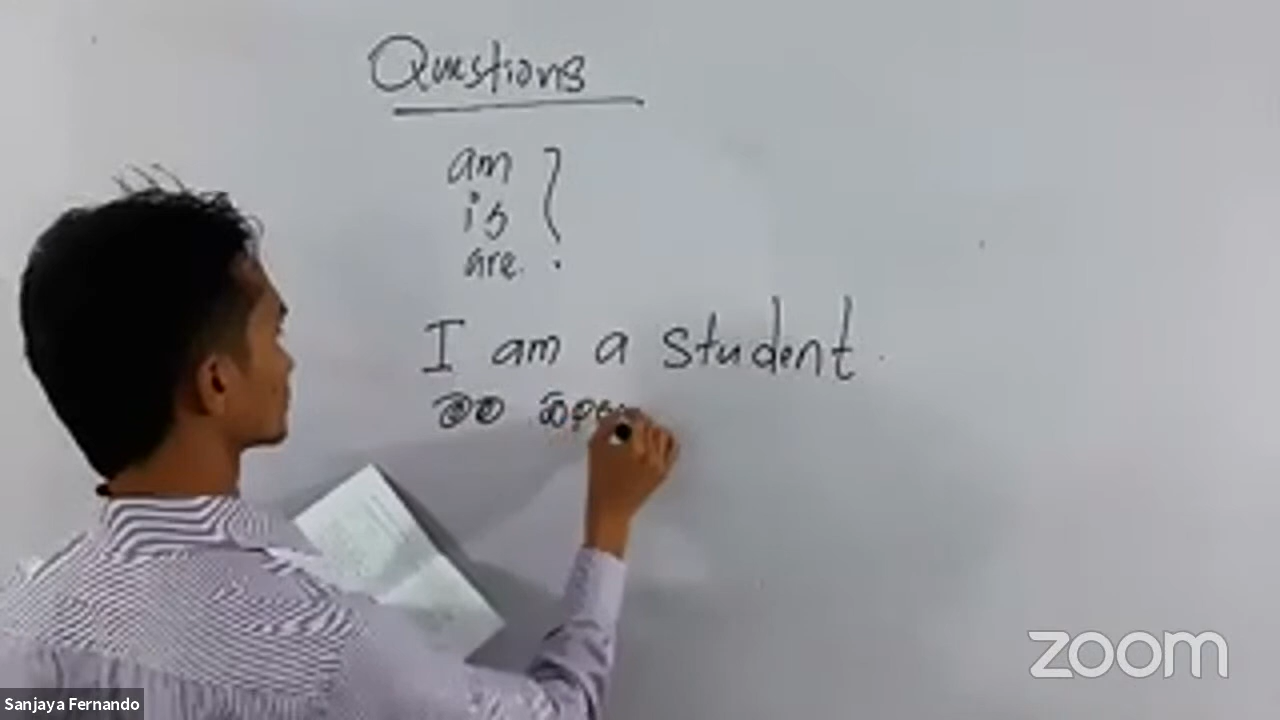 Questions
am
is
are.
I am a student.
මම
zoom
Sanjaya Fernando